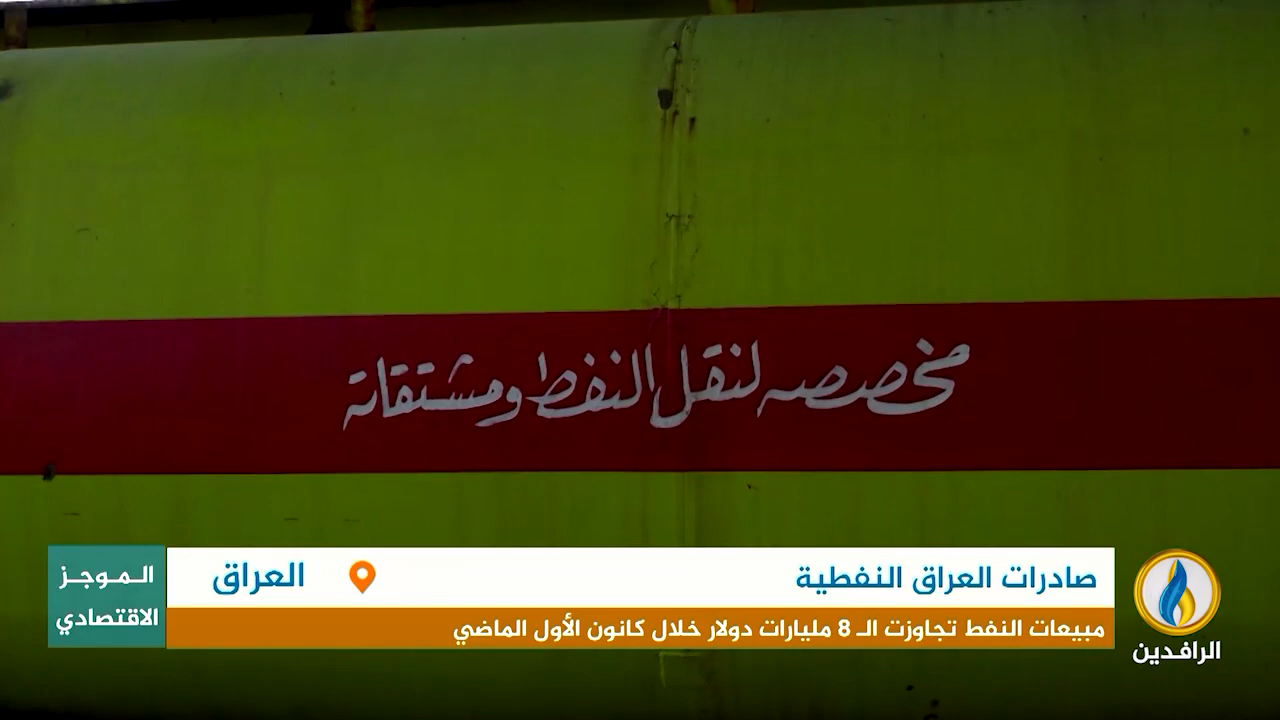 مخصصه لنقل النفط ومشتقاته
صادرات العراق النفطية
العراق
مبيعات النفط تجاوزت الـ 8 مليارات دولار خلال كانون الأول الماضي
الـمـوجـز
الاقتصادي
الرافدين